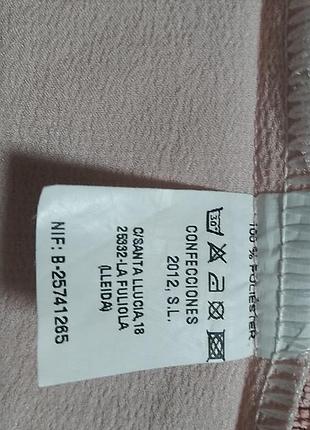 100 % POLIESTER
30°
CONFECCIONES
2012, S.L.
C/SANTA LLUCIA,18
25332-LA FULIOLA
(LLEIDA)
NIF: B-25741265